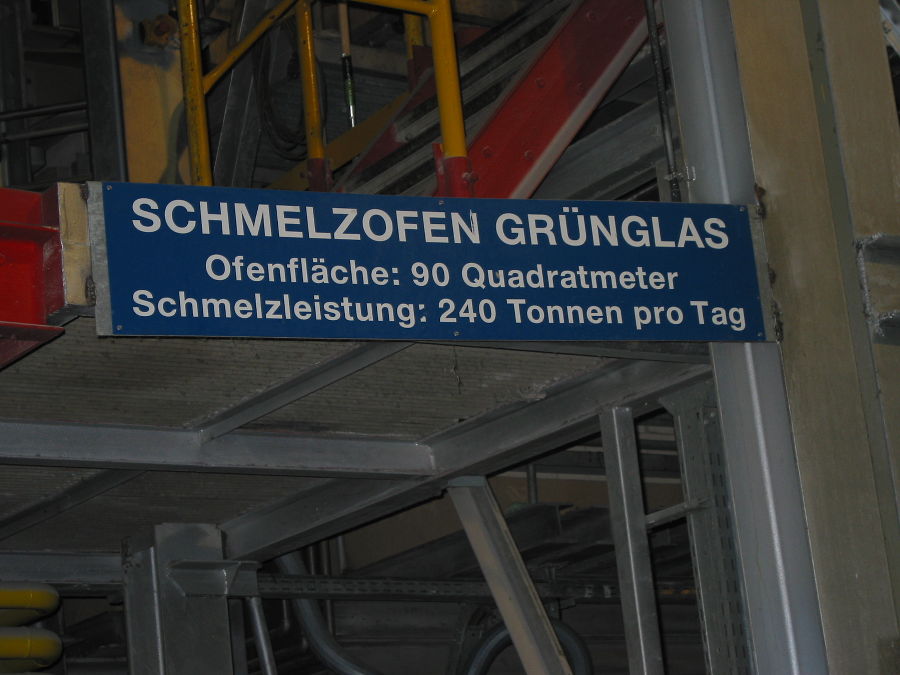 SCHMELZOFEN GRÜNGLAS
Ofenfläche: 90 Quadratmeter
Schmelzleistung: 240 Tonnen pro Tag